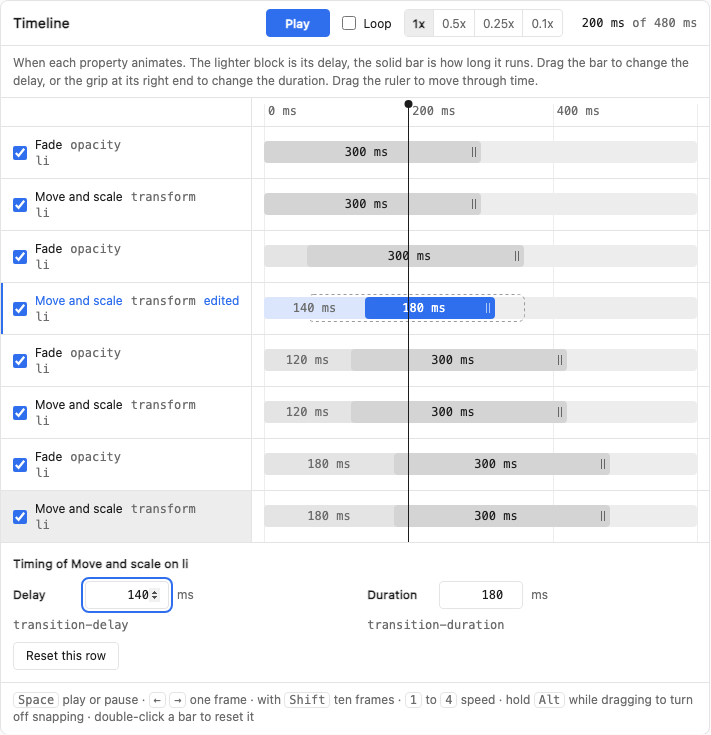 Timeline Play Loop 1x 0.5x 0.25x 0.1x 200 ms of 480 ms
When each property animates. The lighter block is its delay, the solid bar is how long it runs. Drag the bar to change the
delay, or the grip at its right end to change the duration. Drag the ruler to move through time.
0 ms 200 ms 400 ms
Fade opacity
li
300 ms
Move and scale transform
li
300 ms
Fade opacity
li
300 ms
Move and scale transform edited
li
140 ms 180 ms
Fade opacity
li
120 ms 300 ms
Move and scale transform
li
120 ms 300 ms
Fade opacity
li
180 ms 300 ms
Move and scale transform
li
180 ms 300 ms
Timing of Move and scale on li
Delay 140 ms Duration 180 ms
transition-delay transition-duration
Reset this row
Space play or pause · ← → one frame · with Shift ten frames · 1 to 4 speed · hold Alt while dragging to turn
off snapping · double-click a bar to reset it